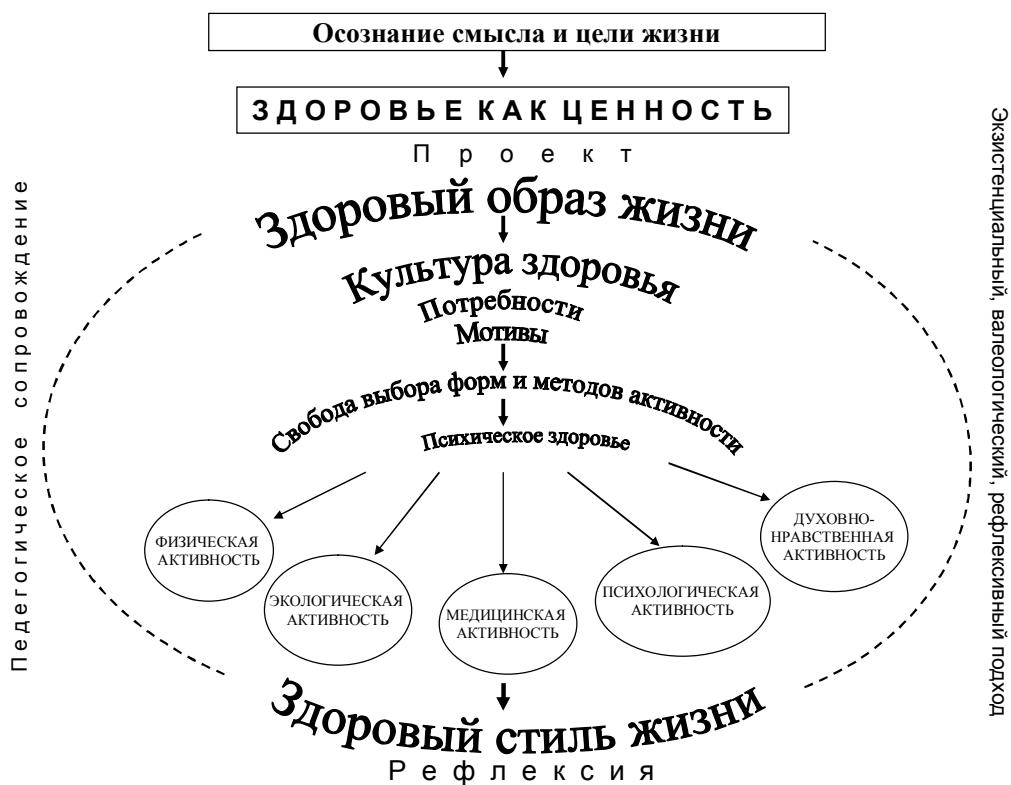 Осознание смысла и цели жизни
ЗДОРОВЬЕ КАК ЦЕННОСТЬ
Проект
Здоровый образ жизни
Культура здоровья
Потребности
Мотивы
Свобода выбора форм и методов активности
Психическое здоровье
ФИЗИЧЕСКАЯ
АКТИВНОСТЬ
ЭКОЛОГИЧЕСКАЯ
АКТИВНОСТЬ
МЕДИЦИНСКАЯ
АКТИВНОСТЬ
ПСИХОЛОГИЧЕСКАЯ
АКТИВНОСТЬ
ДУХОВНО-
НРАВСТВЕННАЯ
АКТИВНОСТЬ
Здоровый стиль жизни
Рефлексия
Педегогическое сопровождение
Экзистенциальный, валеологический, рефлексивный подход